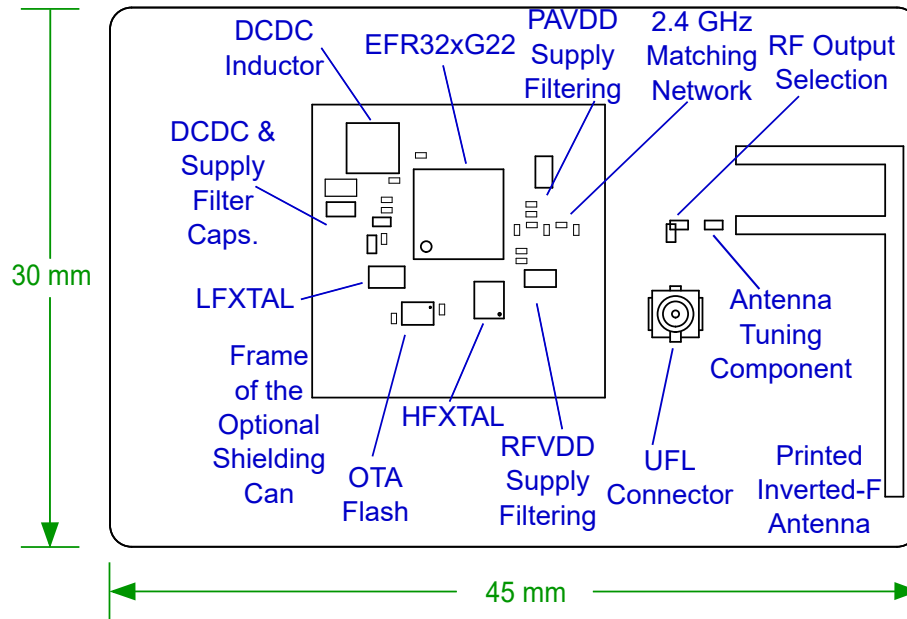 DCDC
Inductor
EFR32xG22
PAVDD
Supply
Filtering
2.4 GHz
Matching
Network
RF Output
Selection
DCDC &
Supply
Filter
Caps.
30 mm
LFXTAL
Antenna
Tuning
Component
Frame
of the
Optional
Shielding
Can
HFXTAL
OTA
Flash
RFVDD
Supply
Filtering
UFL
Connector
Printed
Inverted-F
Antenna
45 mm